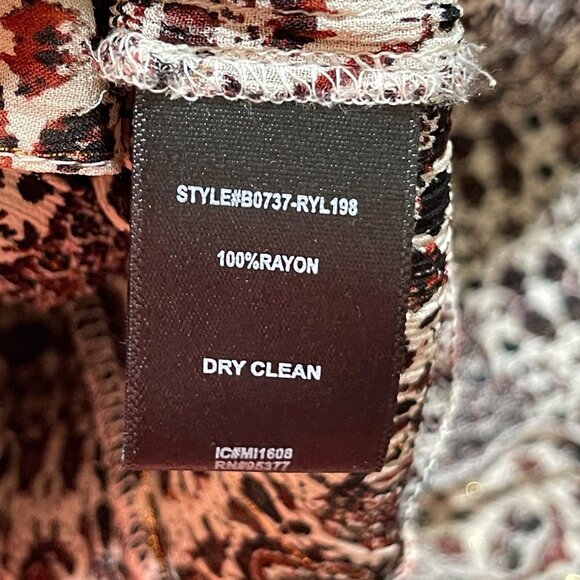 STYLE#B0737-RYL198
100%RAYON
DRY CLEAN
IC#MI1608
RN#95377